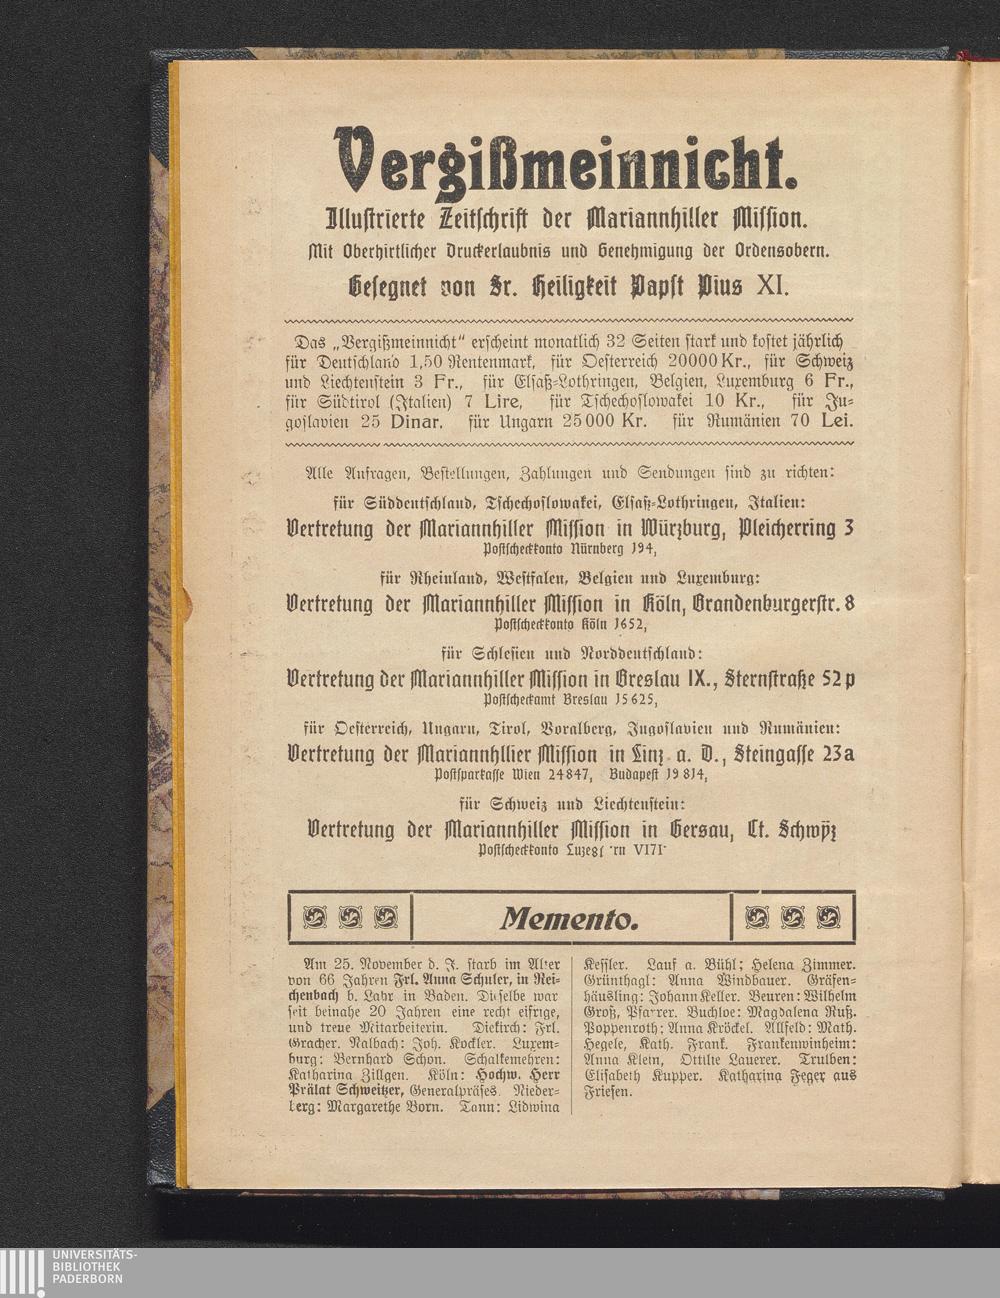 Vergißmeinnicht.
Illustrierte Zeitschrift der Mariannhiller Mission.
Mit Oberhirtlicher Druckerlaubnis und Genehmigung der Ordensobern.
Gesegnet von Sr. Heiligkeit Papst Pius XI.
Das „Vergißmeinnicht“ erscheint monatlich 32 Seiten stark und kostet jährlich
für Deutschland 1,50 Rentenmark, für Oesterreich 20000 Kr., für Schweiz
und Liechtenstein 3 Fr., für Elsaß-Lothringen, Belgien, Luxemburg 6 Fr.,
für Südtirol (Italien) 7 Lire, für Tschechoslowakei 10 Kr., für Ju-
goslavien 25 Dinar, für Ungarn 25000 Kr. für Rumänien 70 Lei.
Alle Anfragen, Bestellungen, Zahlungen und Sendungen sind zu richten:
für Süddeutschland, Tschechoslowakei, Elsaß-Lothringen, Italien:
Vertretung der Mariannhiller Mission in Würzburg, Pleicherring 3
Postscheckkonto Nürnberg 194,
für Rheinland, Westfalen, Belgien und Luxemburg:
Vertretung der Mariannhiller Mission in Köln, Brandenburgerstr. 8
Postscheckkonto Köln 1652,
für Schlesien und Norddeutschland:
Vertretung der Mariannhiller Mission in Breslau IX., Sternstraße 52 p
Postscheckamt Breslau 15625,
für Oesterreich, Ungarn, Tirol, Voralberg, Jugoslavien und Rumänien:
Vertretung der Mariannhllier Mission in Linz a. D., Steingasse 23a
Postsparkasse Wien 24847, Budapest 19814,
für Schweiz und Liechtenstein:
Vertretung der Mariannhiller Mission in Gersau, Ct. Schwyz
Postscheckkonto
Memento.
Am 25. November d. J. starb im Alter
von 66 Jahren Frl. Anna Schuler, in Rei-
chenbach b. Lahr in Baden. Dieselbe war
seit beinahe 20 Jahren eine recht eifrige,
und treue Mitarbeiterin. Diekirch: Frl.
Gracher. Nalbach: Joh. Kockler. Luxem-
burg: Bernhard Schon. Schalkemehren:
Katharina Zillgen. Köln: Hochw. Herr
Prälat Schweitzer, Generalpräses. Nieder-
berg: Margarethe Born. Tann: Lidwina
Kessler. Lauf a. Bühl: Helena Zimmer.
Grünthagl: Anna Windbauer. Gräfen-
häusling: Johann Keller. Beuren: Wilhelm
Groß, Pfarrer. Buchloe: Magdalena Ruß.
Poppenroth: Anna Kröckel. Allfeld: Math.
Hegele, Kath. Frank. Frankenwinheim:
Anna Klein, Ottilie Lauerer. Trulben:
Elisabeth Kupper. Katharina Feger aus
Friesen.
UNIVERSITÄTS-
BIBLIOTHEK
PADERBORN